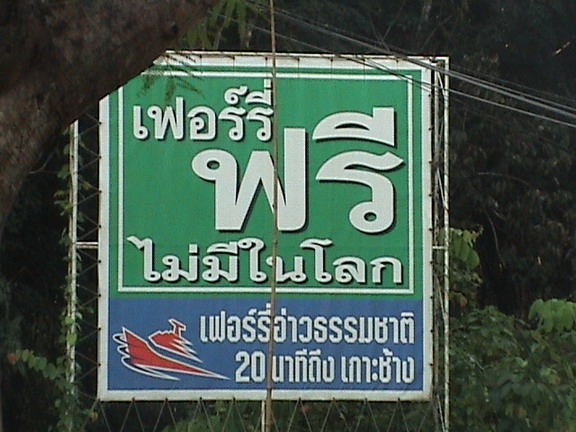 เฟอร์รี่
ฟรี
ไม่มีในโลก
เฟอร์รี่อ่าวธรรมชาติ
20 นาทีถึง เกาะช้าง